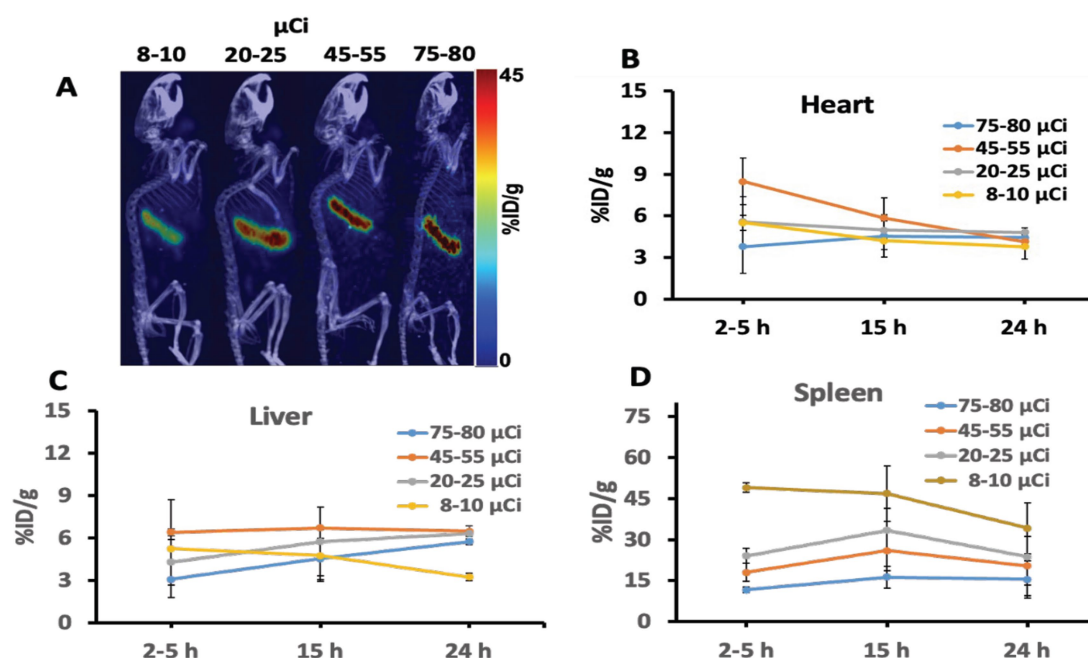 μCi
8-10 20-25 45-55 75-80
A
45
%ID/g
0
B
Heart
15
12
9
6
3
0
%ID/g
75-80 μCi
45-55 μCi
20-25 μCi
8-10 μCi
2-5 h 15 h 24 h
C
Liver
15
12
9
6
3
0
%ID/g
75-80 μCi
45-55 μCi
20-25 μCi
8-10 μCi
2-5 h 15 h 24 h
D
Spleen
75
60
45
30
15
0
%ID/g
75-80 μCi
45-55 μCi
20-25 μCi
8-10 μCi
2-5 h 15 h 24 h